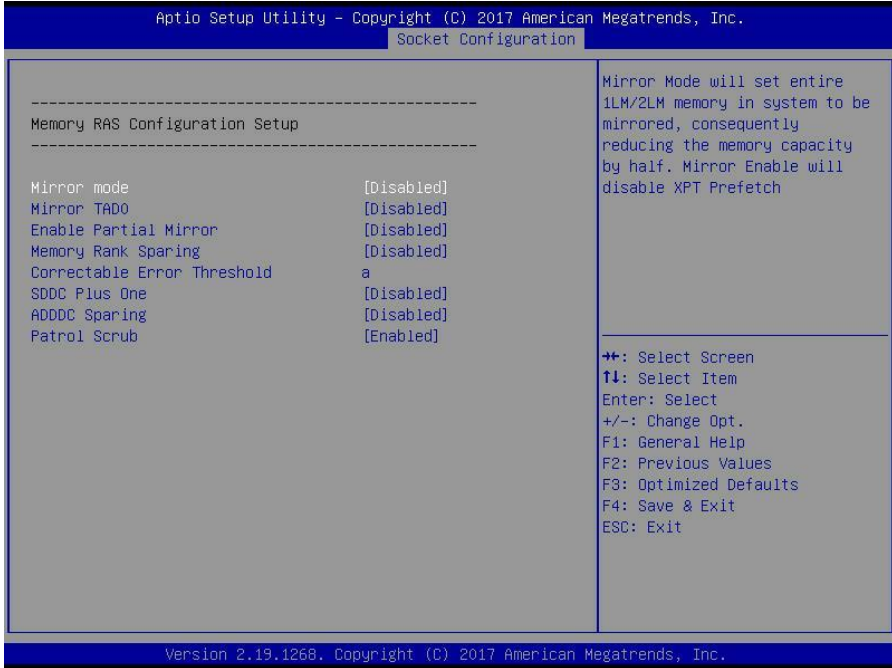 Aptio Setup Utility – Copyright (C) 2017 American Megatrends, Inc.
Socket Configuration
--------------------------------------------------
Memory RAS Configuration Setup
--------------------------------------------------
Mirror mode [Disabled]
Mirror TAD0 [Disabled]
Enable Partial Mirror [Disabled]
Memory Rank Sparing [Disabled]
Correctable Error Threshold a
SDDC Plus One [Disabled]
ADDDC Sparing [Disabled]
Patrol Scrub [Enabled]
Mirror Mode will set entire
1LM/2LM memory in system to be
mirrored, consequently
reducing the memory capacity
by half. Mirror Enable will
disable XPT Prefetch
→←: Select Screen
↑↓: Select Item
Enter: Select
+/-: Change Opt.
F1: General Help
F2: Previous Values
F3: Optimized Defaults
F4: Save & Exit
ESC: Exit
Version 2.19.1268. Copyright (C) 2017 American Megatrends, Inc.